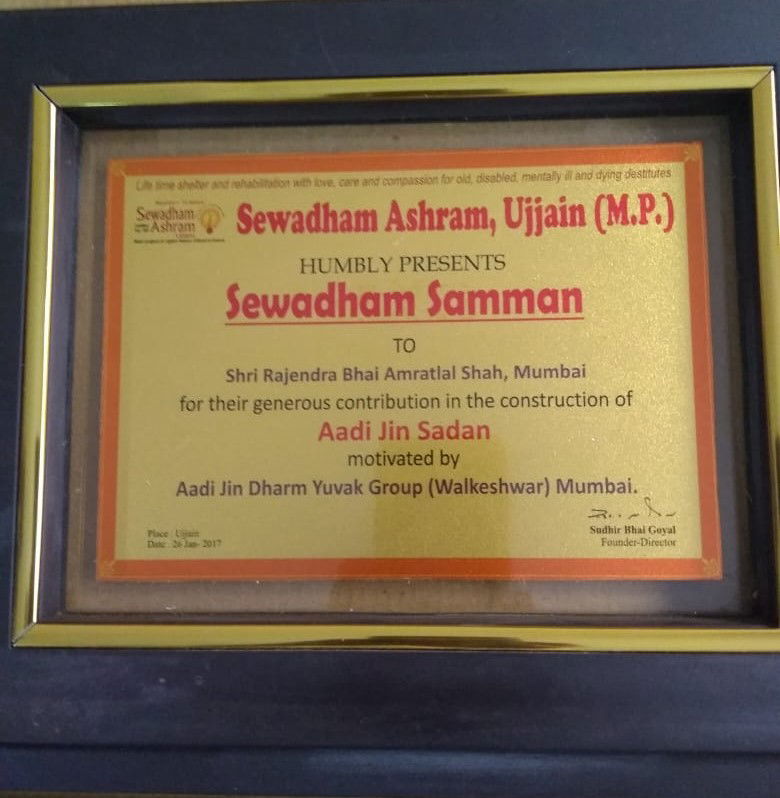 Life time shelter and rehabilitation with love, care and compassion for old, disabled, mentally ill and dying destitutes
Sewadham
Ashram
Sewadham Ashram, Ujjain (M.P.)
HUMBLY PRESENTS
Sewadham Samman
TO
Shri Rajendra Bhai Amratlal Shah, Mumbai
for their generous contribution in the construction of
Aadi Jin Sadan
motivated by
Aadi Jin Dharm Yuvak Group (Walkeshwar) Mumbai.
Place : Ujjain
Date : 26 Jan- 2017
Sudhir Bhai Goyal
Founder-Director